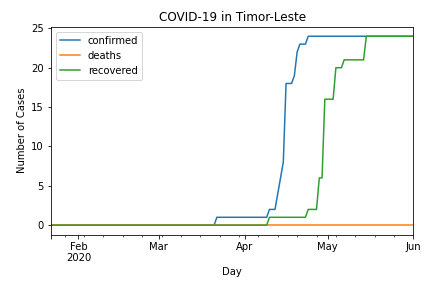 COVID-19 in Timor-Leste
confirmed
deaths
recovered
Number of Cases
25
20
15
10
5
0
Feb
2020
Mar
Apr
May
Jun
Day